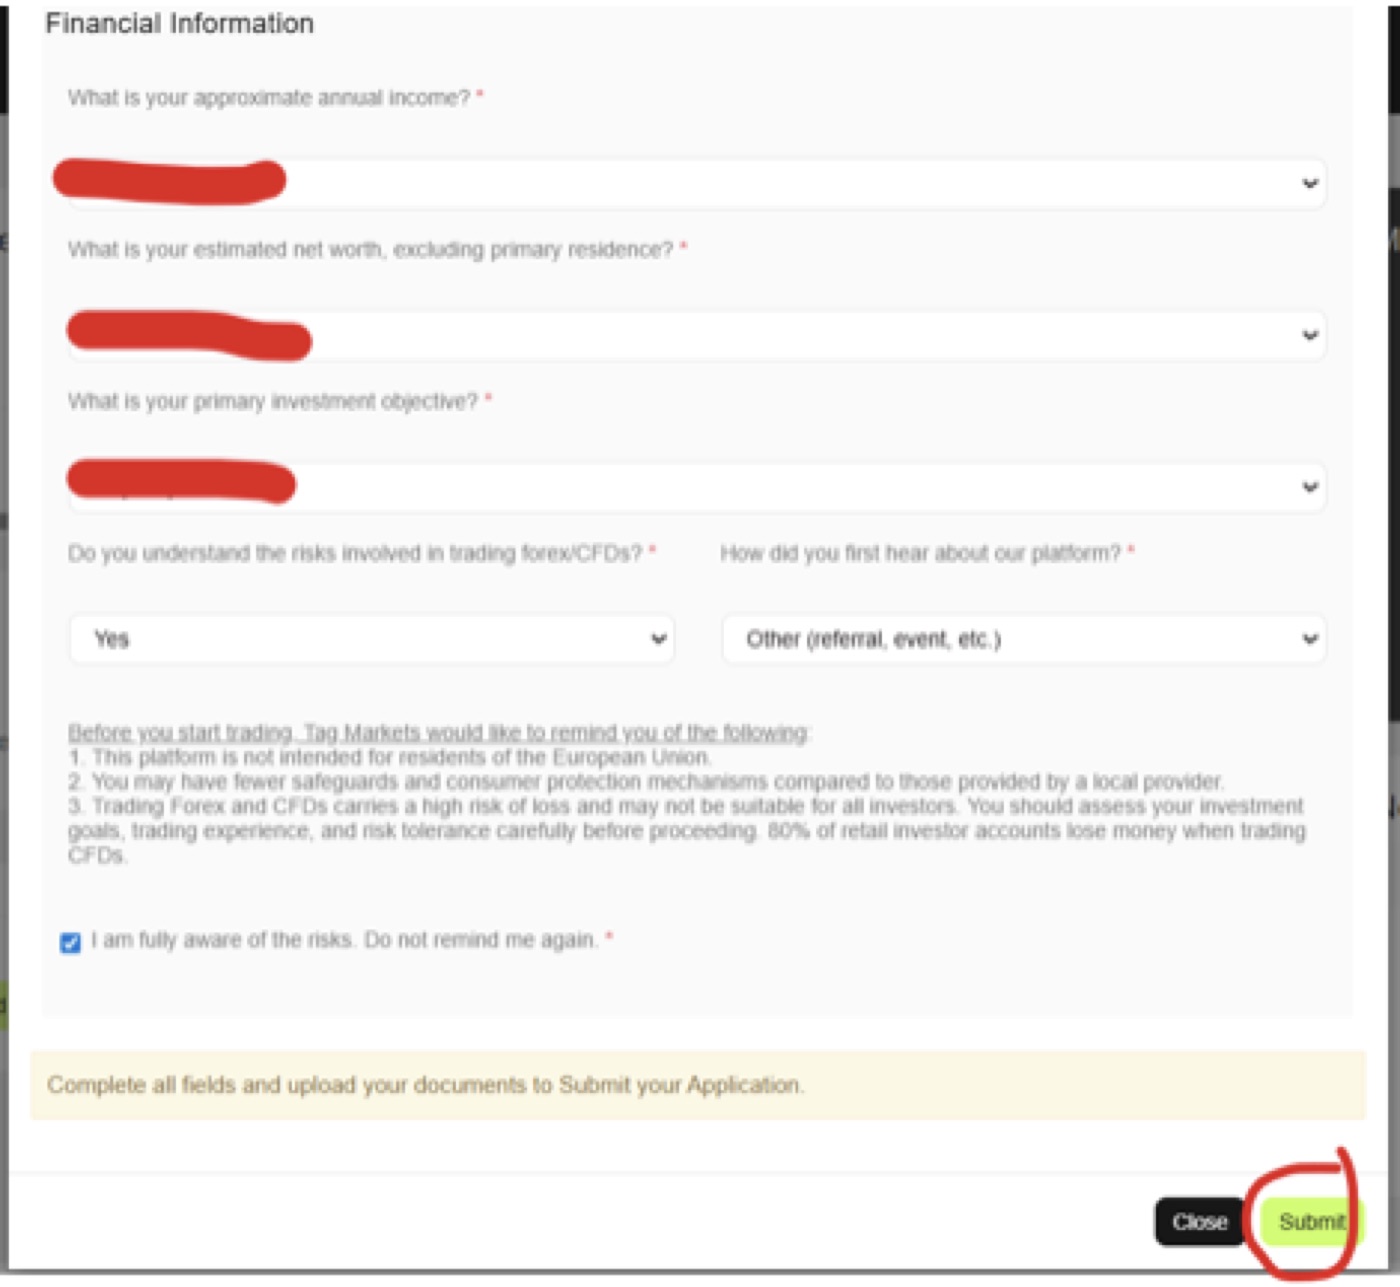 Financial Information
What is your approximate annual income? *
What is your estimated net worth, excluding primary residence? *
What is your primary investment objective? *
Do you understand the risks involved in trading forex/CFDs? * How did you first hear about our platform? *
Yes Other (referral, event, etc.)
Before you start trading, Tag Markets would like to remind you of the following:
1. This platform is not intended for residents of the European Union.
2. You may have fewer safeguards and consumer protection mechanisms compared to those provided by a local provider.
3. Trading Forex and CFDs carries a high risk of loss and may not be suitable for all investors. You should assess your investment
goals, trading experience, and risk tolerance carefully before proceeding. 80% of retail investor accounts lose money when trading
CFDs.
I am fully aware of the risks. Do not remind me again. *
Complete all fields and upload your documents to Submit your Application.
Close Submit